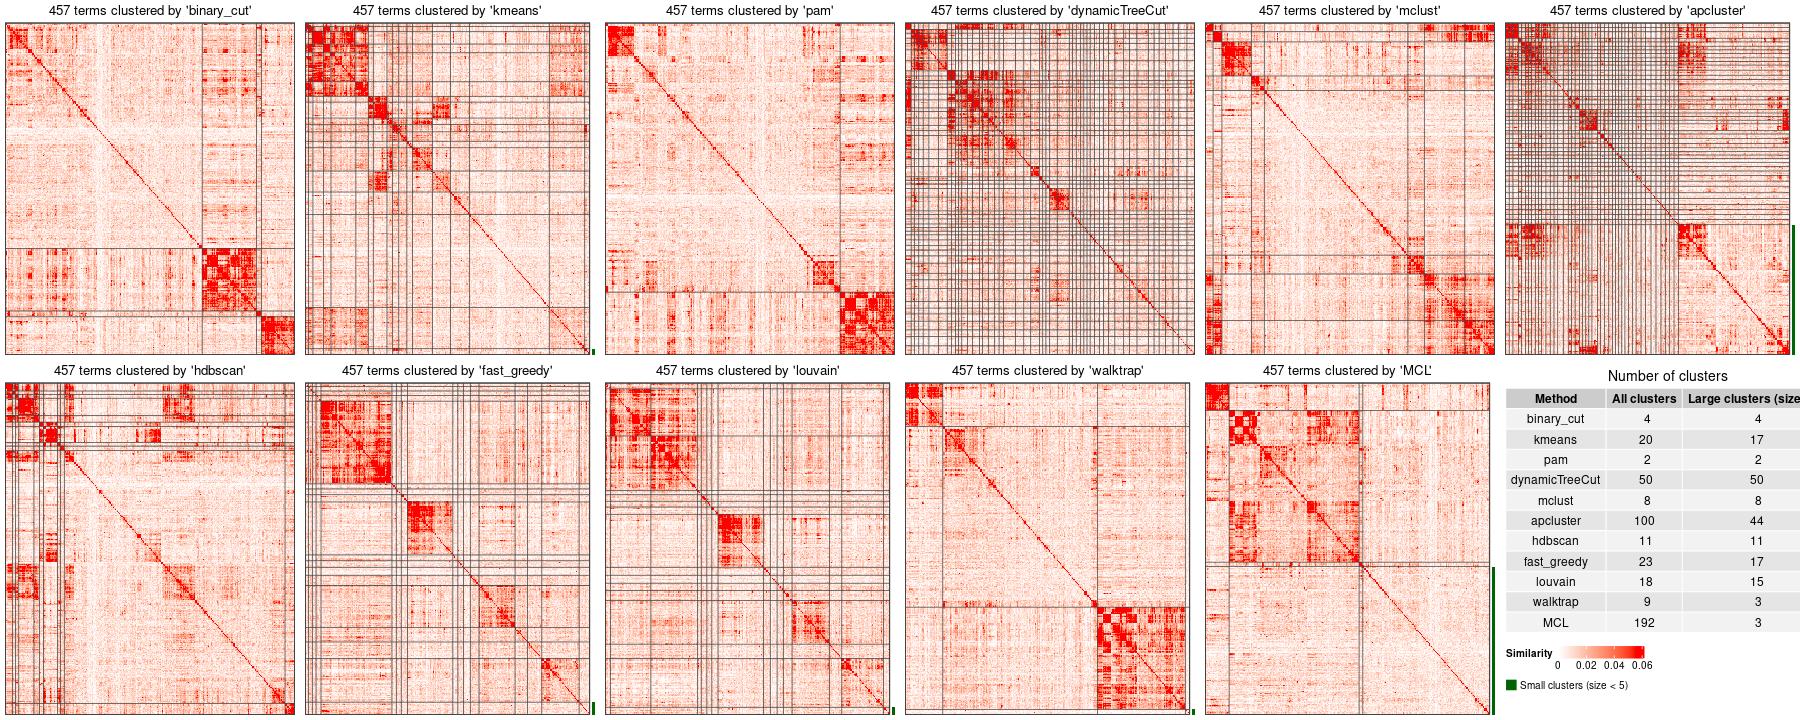 457 terms clustered by 'binary_cut'
457 terms clustered by 'kmeans'
457 terms clustered by 'pam'
457 terms clustered by 'dynamicTreeCut'
457 terms clustered by 'mclust'
457 terms clustered by 'apcluster'
457 terms clustered by 'hdbscan'
457 terms clustered by 'fast_greedy'
457 terms clustered by 'louvain'
457 terms clustered by 'walktrap'
457 terms clustered by 'MCL'
Number of clusters
Method All clusters Large clusters (size
binary_cut 4 4
kmeans 20 17
pam 2 2
dynamicTreeCut 50 50
mclust 8 8
apcluster 100 44
hdbscan 11 11
fast_greedy 23 17
louvain 18 15
walktrap 9 3
MCL 192 3
Similarity
0 0.02 0.04 0.06
Small clusters (size < 5)